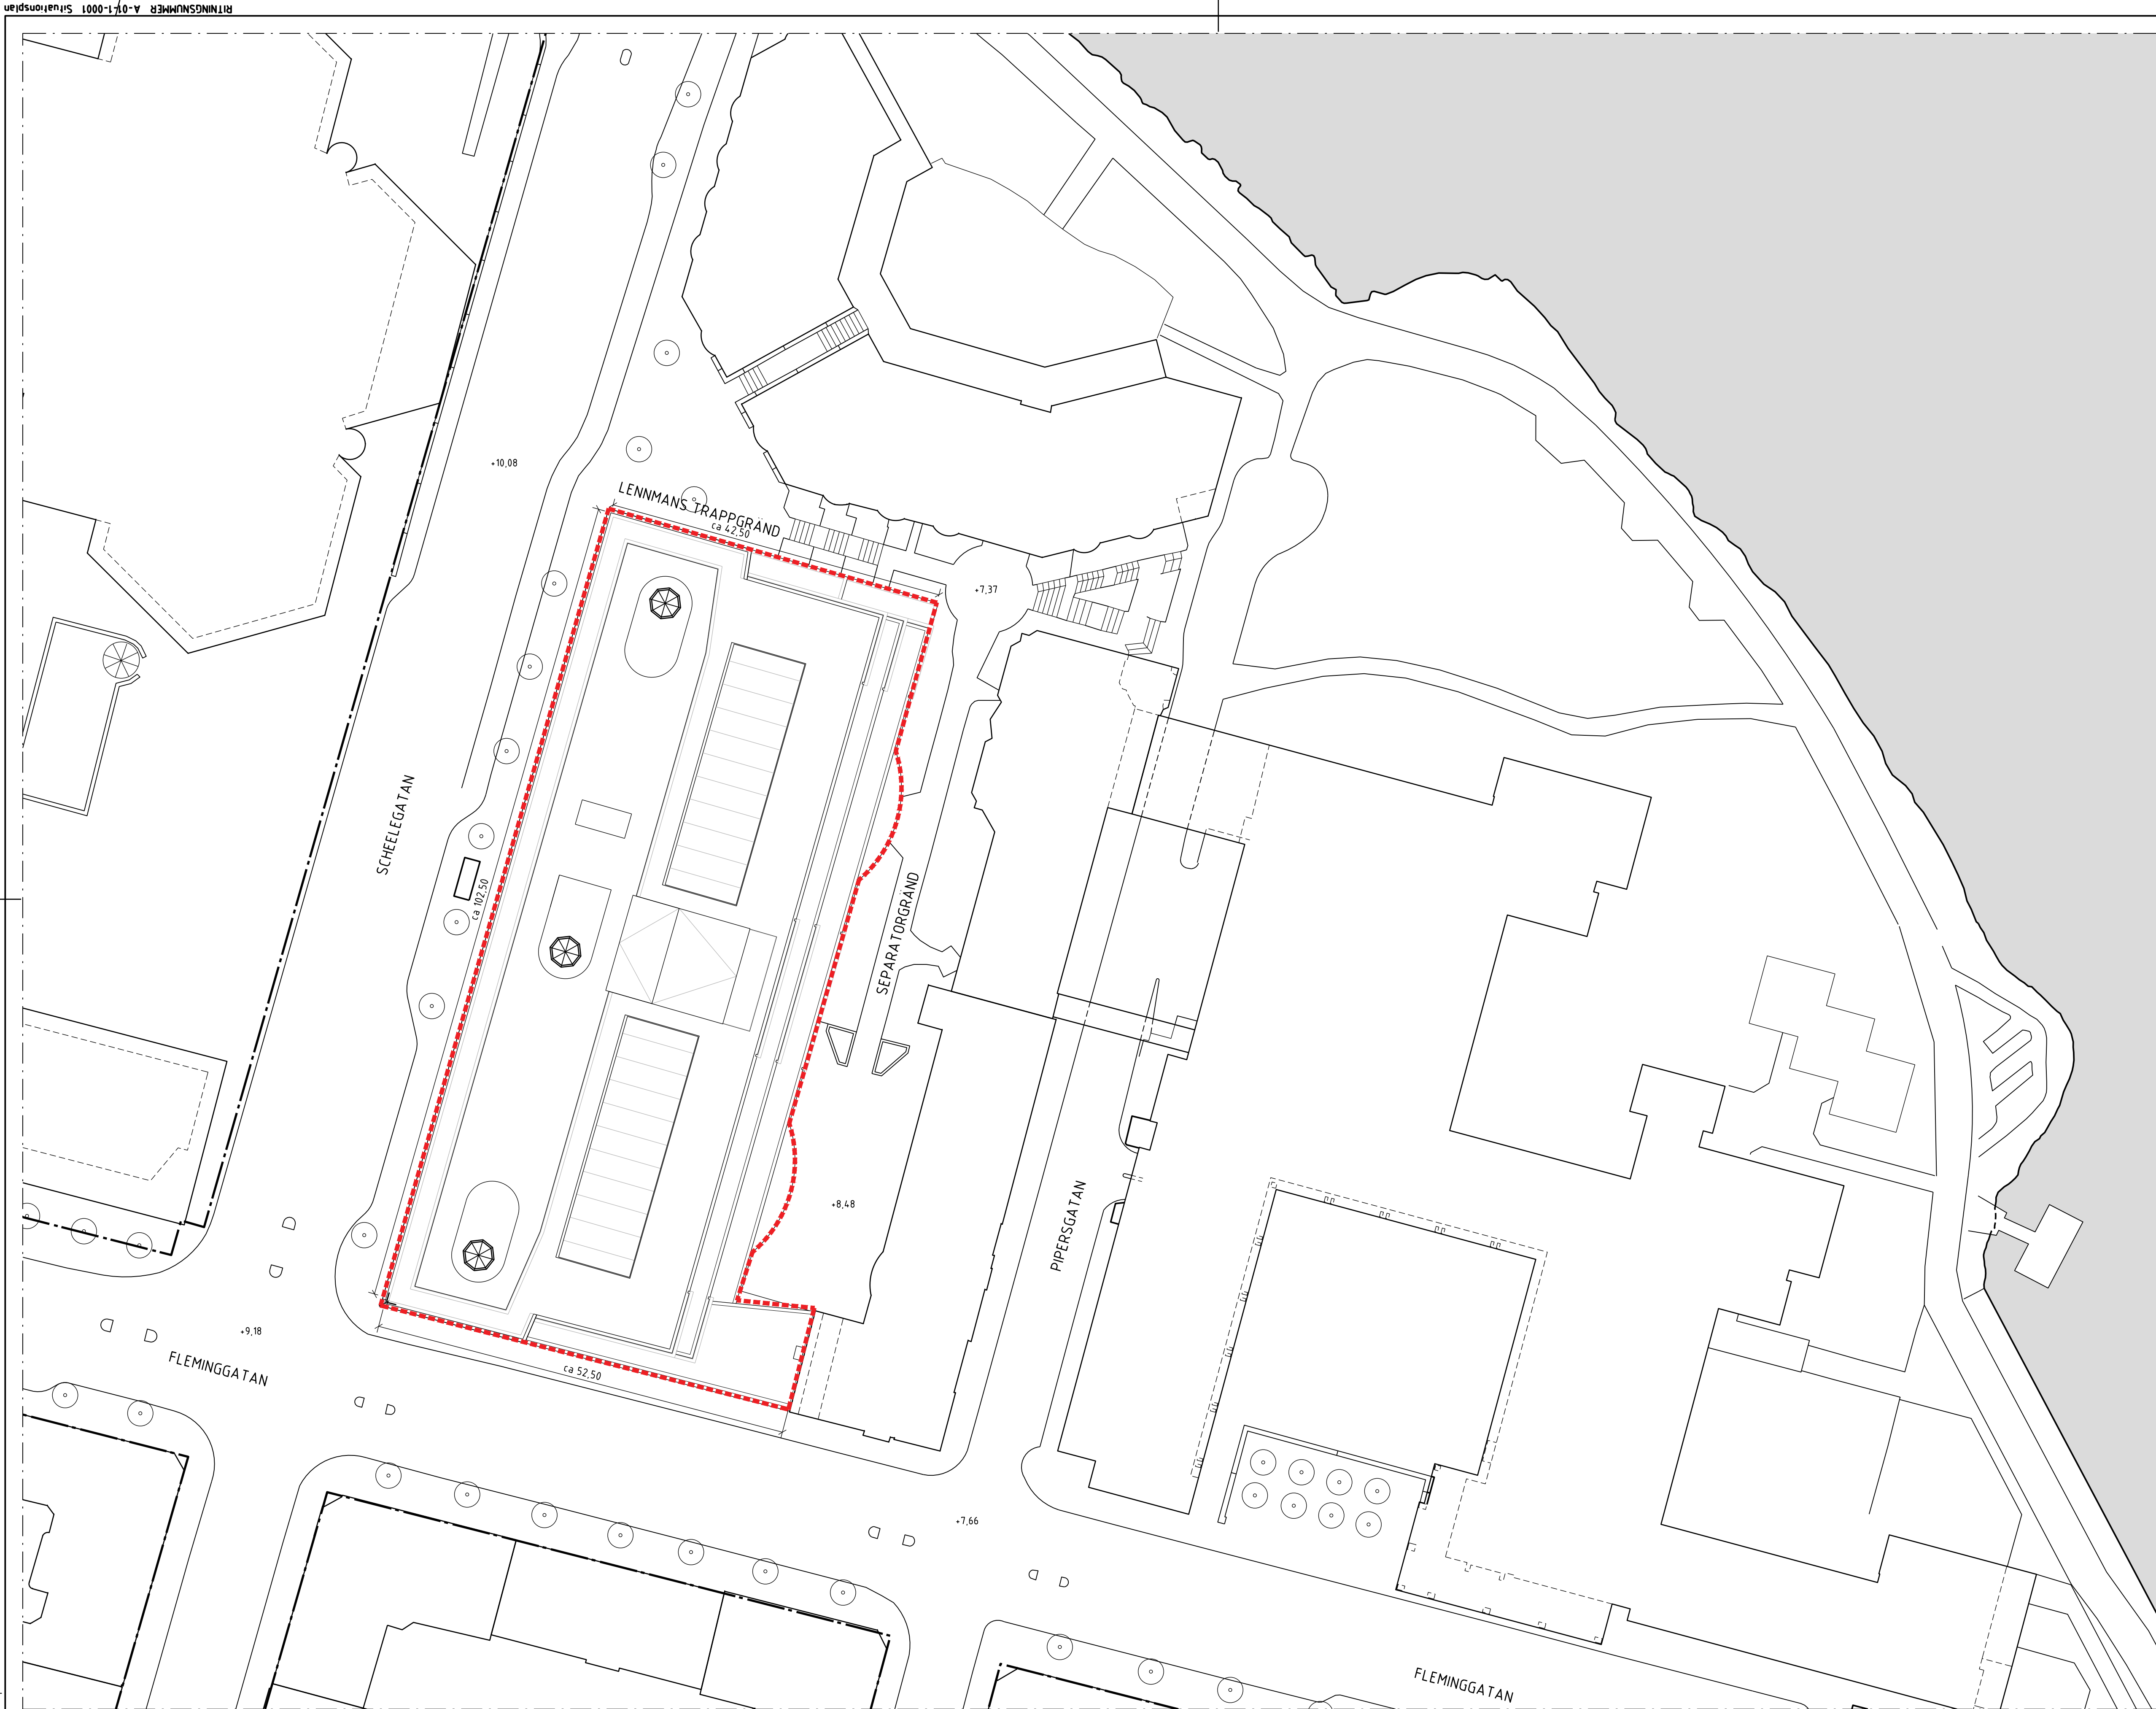 RITNINGSNUMMER A-01-1-0001 Situationsplan
+10,08
LENNMANS TRAPPGRÄND
ca 42,50
+7,37
SCHEELEGATAN
ca 102,50
SEPARATORGRÄND
+8,48
PIPERSGATAN
+9,18
FLEMINGGATAN
ca 52,50
+7,66
FLEMINGGATAN